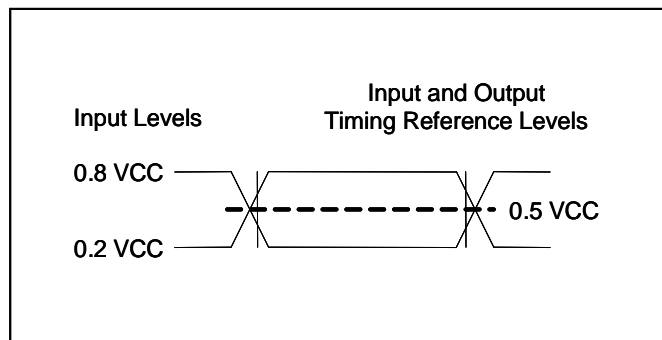 Input and Output
Timing Reference Levels
Input Levels
0.8 VCC
0.5 VCC
0.2 VCC